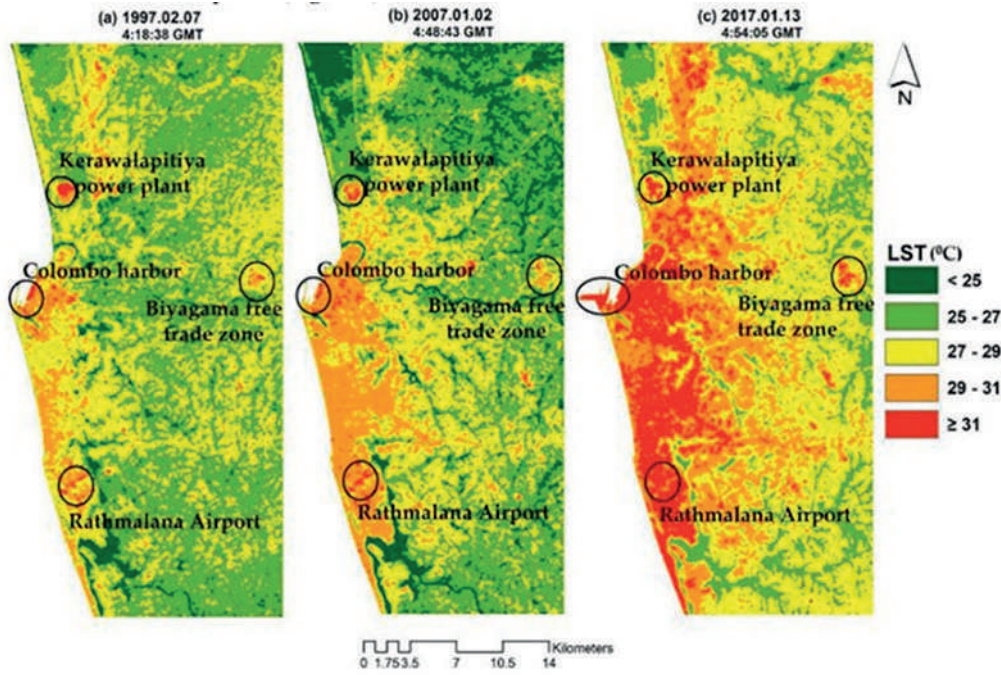 (a) 1997.02.07
4:18:38 GMT
(b) 2007.01.02
4:48:43 GMT
(c) 2017.01.13
4:54:05 GMT
N
Kerawalapitiya
power plant
Colombo harbor
Biyagama free
trade zone
Rathmalana Airport
Kerawalapitiya
power plant
Colombo harbor
Biyagama free
trade zone
Rathmalana Airport
Kerawalapitiya
power plant
Colombo harbor
Biyagama free
trade zone
Rathmalana Airport
LST (⁰C)
< 25
25 - 27
27 - 29
29 - 31
≥ 31
Kilometers
0 1.75 3.5 7 10.5 14